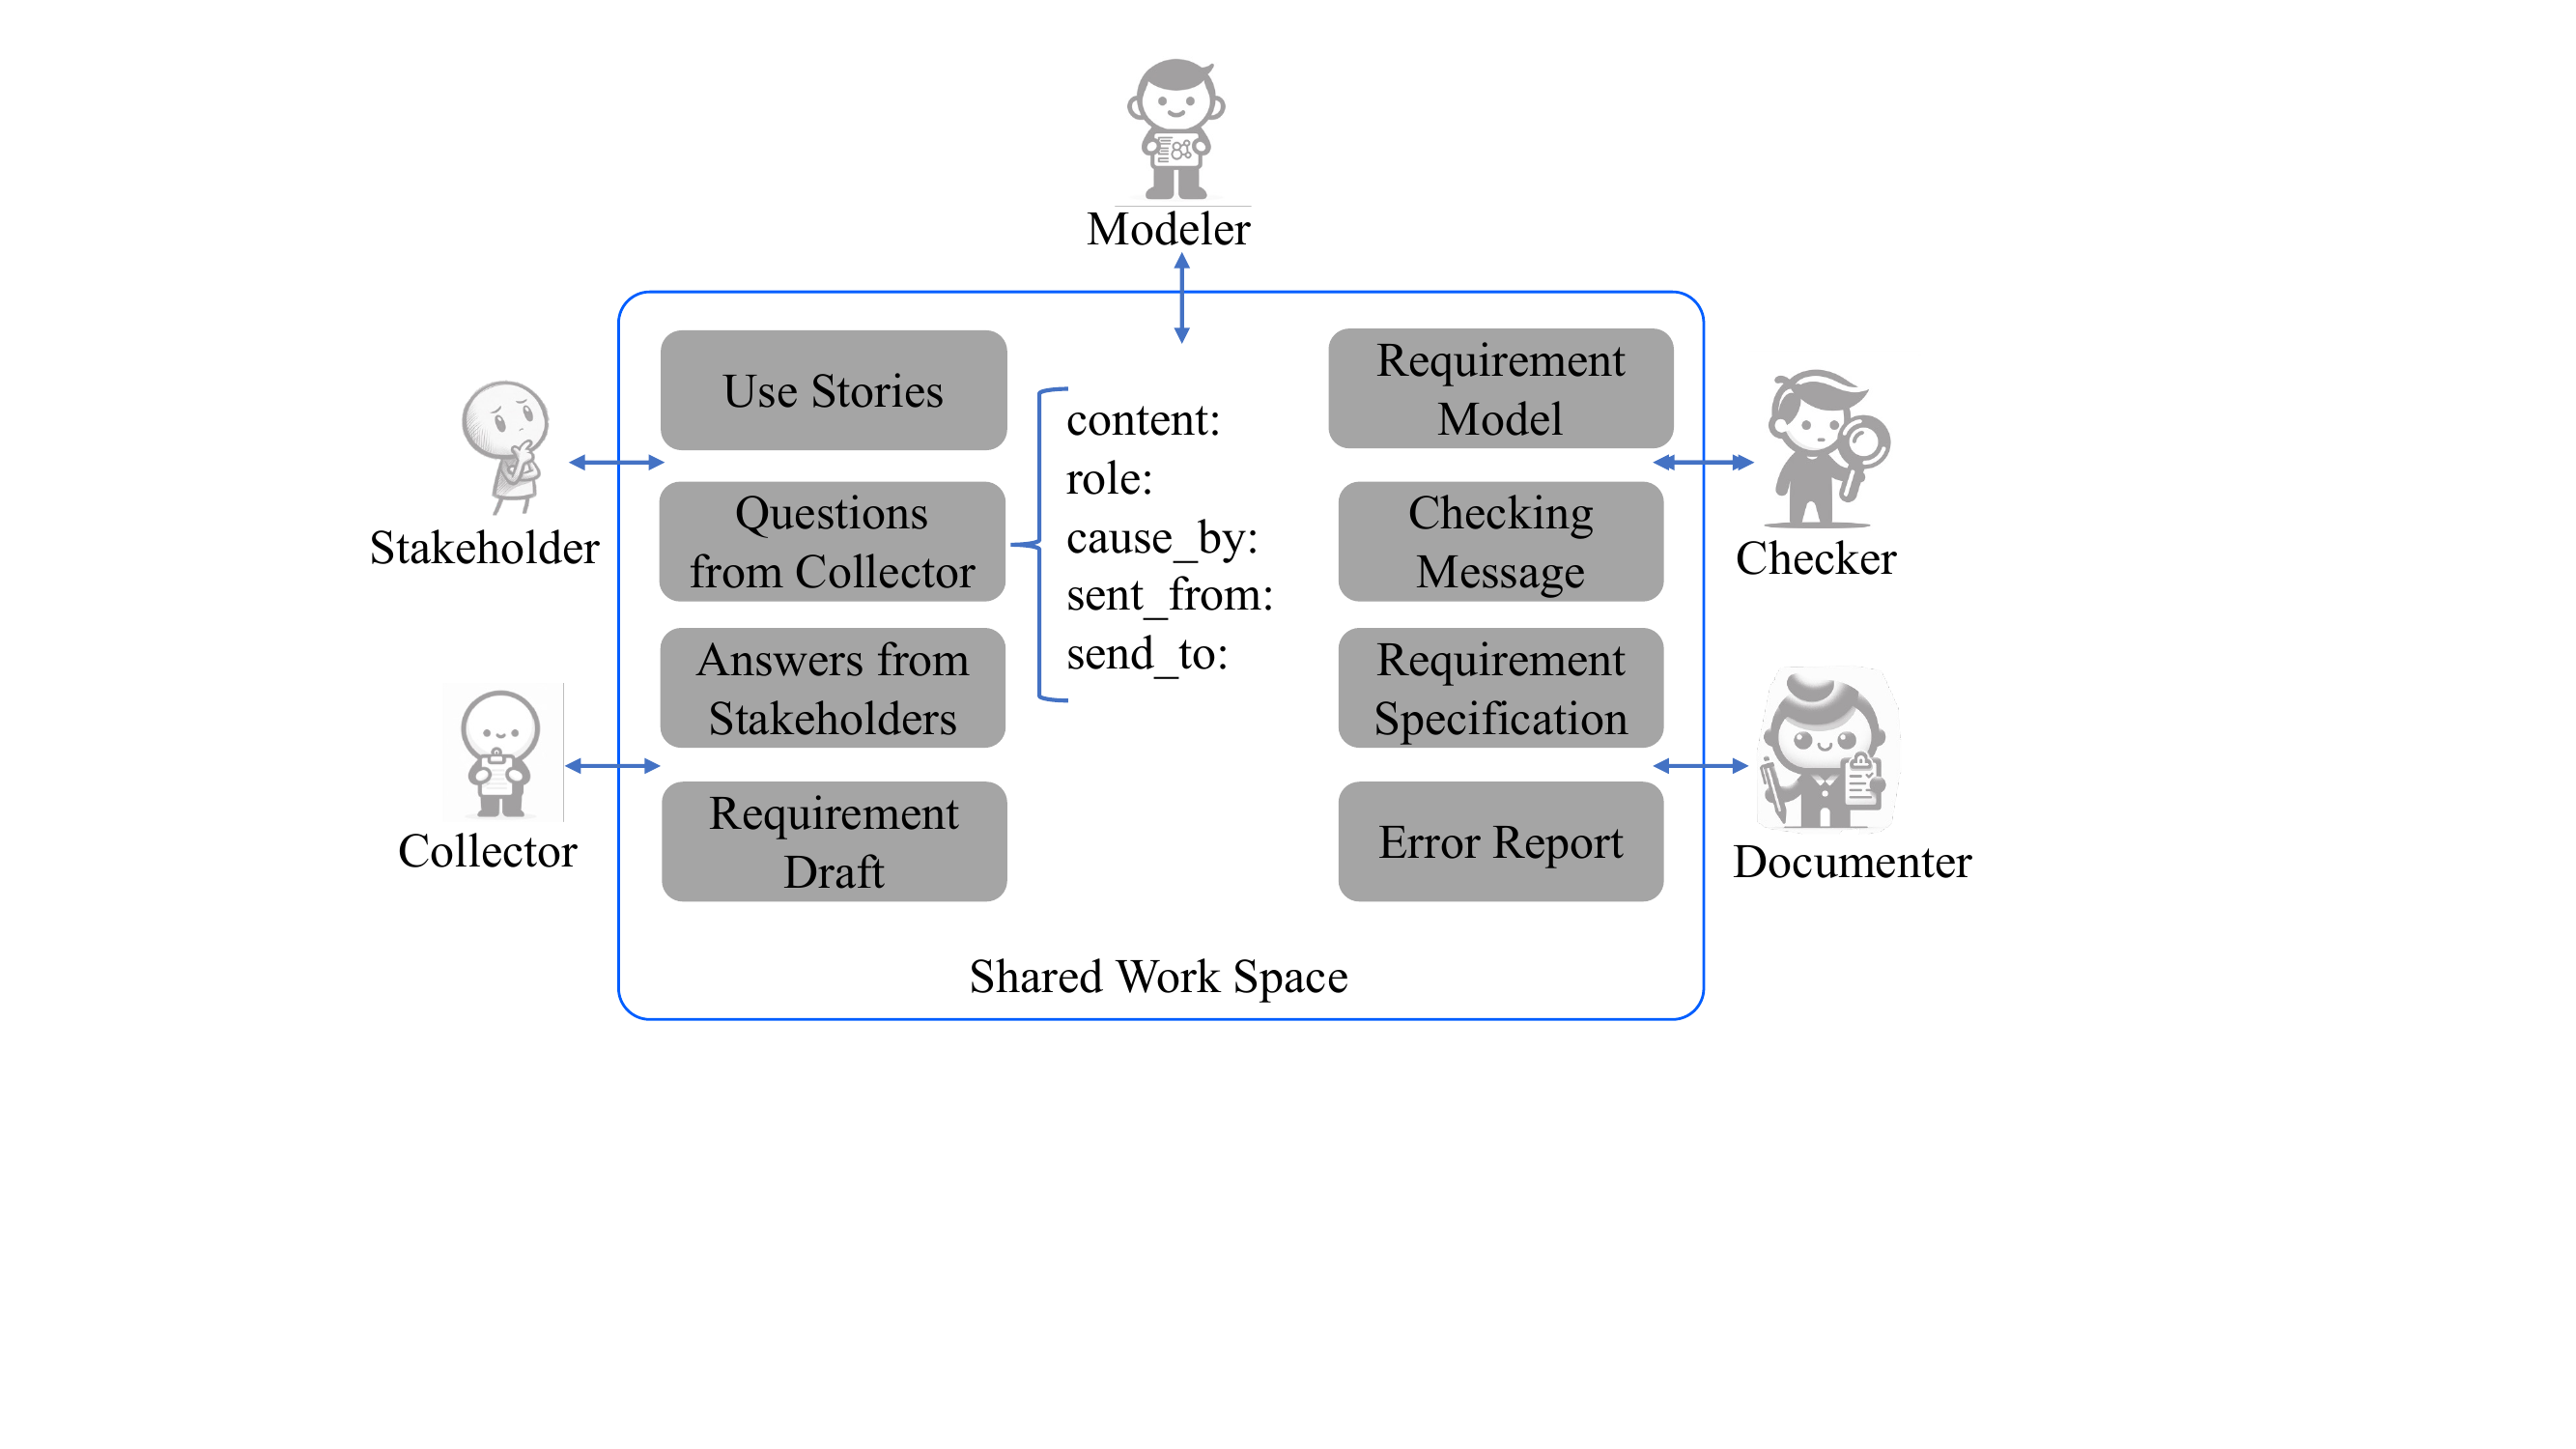 Modeler
Use Stories
Questions
from Collector
Answers from
Stakeholders
Requirement
Draft
content:
role:
cause_by:
sent_from:
send_to:
Requirement
Model
Checking
Message
Requirement
Specification
Error Report
Shared Work Space
Stakeholder
Collector
Checker
Documenter